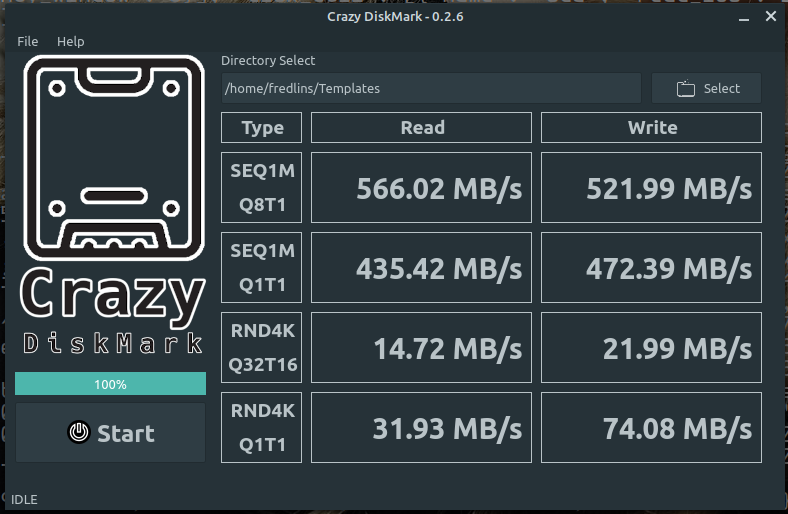 Crazy DiskMark - 0.2.6
File Help
Directory Select
/home/fredlins/Templates Select
Type Read Write
SEQ1M
Q8T1
566.02 MB/s 521.99 MB/s
SEQ1M
Q1T1
435.42 MB/s 472.39 MB/s
Crazy
DiskMark
RND4K
Q32T16
14.72 MB/s 21.99 MB/s
100%
RND4K
Q1T1
31.93 MB/s 74.08 MB/s
Start
IDLE